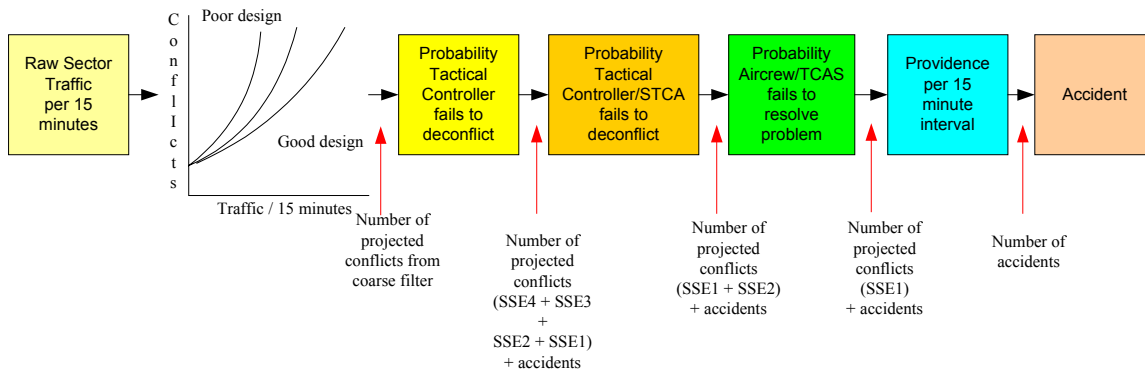 Raw Sector
Traffic
per 15
minutes
Conflicts
Poor design
Good design
Traffic / 15 minutes
Probability
Tactical
Controller
fails to
deconflict
Probability
Tactical
Controller/STCA
fails to
deconflict
Probability
Aircrew/TCAS
fails to
resolve
problem
Providence
per 15
minute
interval
Accident
Number of
projected
conflicts from
coarse filter
Number of
projected
conflicts
(SSE4 + SSE3
+
SSE2 + SSE1)
+ accidents
Number of
projected
conflicts
(SSE1 + SSE2)
+ accidents
Number of
projected conflicts
(SSE1)
+ accidents
Number of
accidents